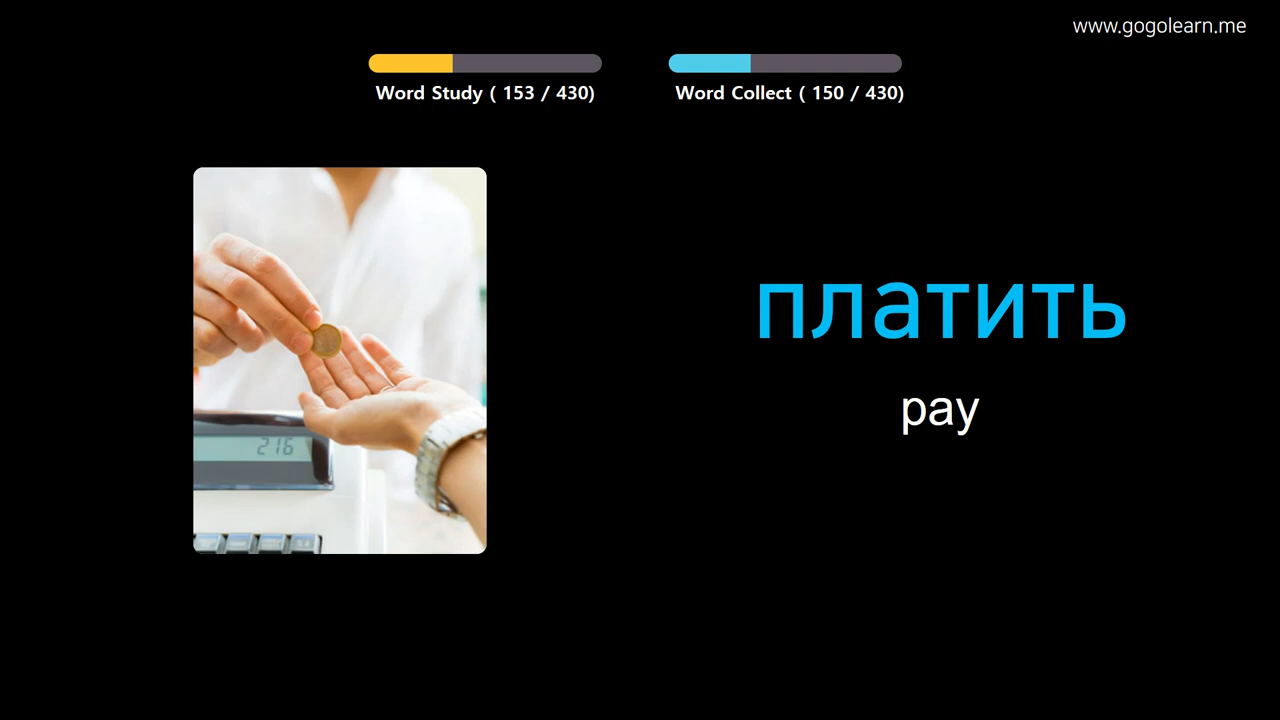 www.gogolearn.me
Word Study ( 153 / 430)
Word Collect ( 150 / 430)
платить
pay
216